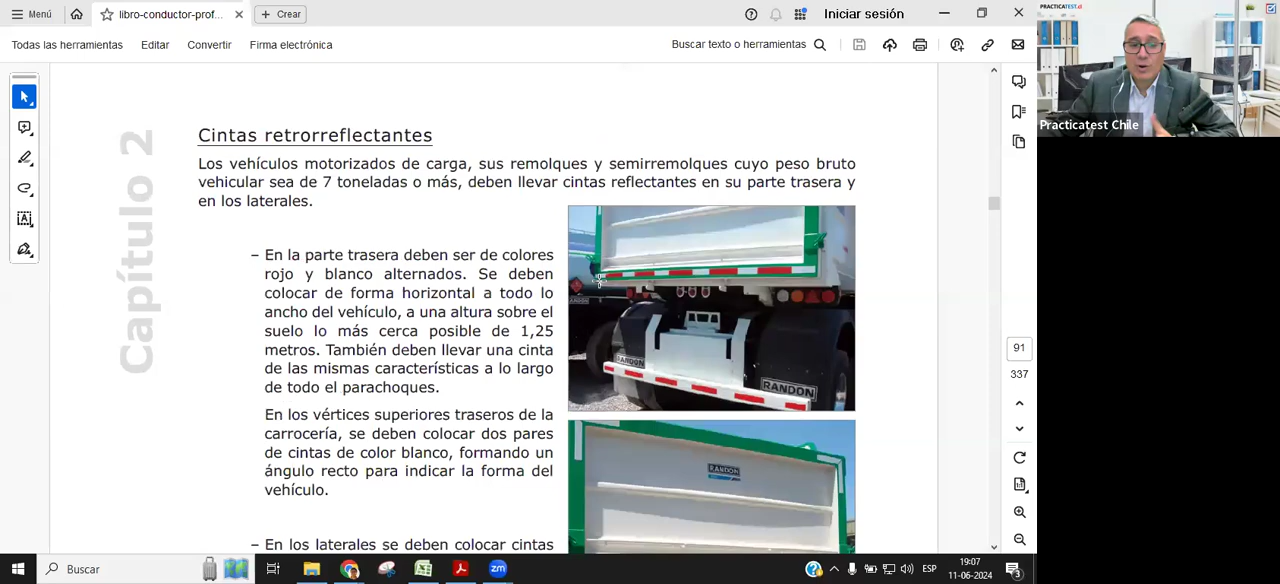 Menú
libro-conductor-prof...
Crear
Iniciar sesión
Todas las herramientas
Editar
Convertir
Firma electrónica
Buscar texto o herramientas
PRACTICATEST.cl
Practicatest Chile
Capítulo 2
Cintas retrorreflectantes
Los vehículos motorizados de carga, sus remolques y semirremolques cuyo peso bruto
vehicular sea de 7 toneladas o más, deben llevar cintas reflectantes en su parte trasera y
en los laterales.
– En la parte trasera deben ser de colores
rojo y blanco alternados. Se deben
colocar de forma horizontal a todo lo
ancho del vehículo, a una altura sobre el
suelo lo más cerca posible de 1,25
metros. También deben llevar una cinta
de las mismas características a lo largo
de todo el parachoques.
En los vértices superiores traseros de la
carrocería, se deben colocar dos pares
de cintas de color blanco, formando un
ángulo recto para indicar la forma del
vehículo.
– En los laterales se deben colocar cintas
RANDON
RANDON
RANDON
91
337
Buscar
ESP
19:07
11-06-2024
3